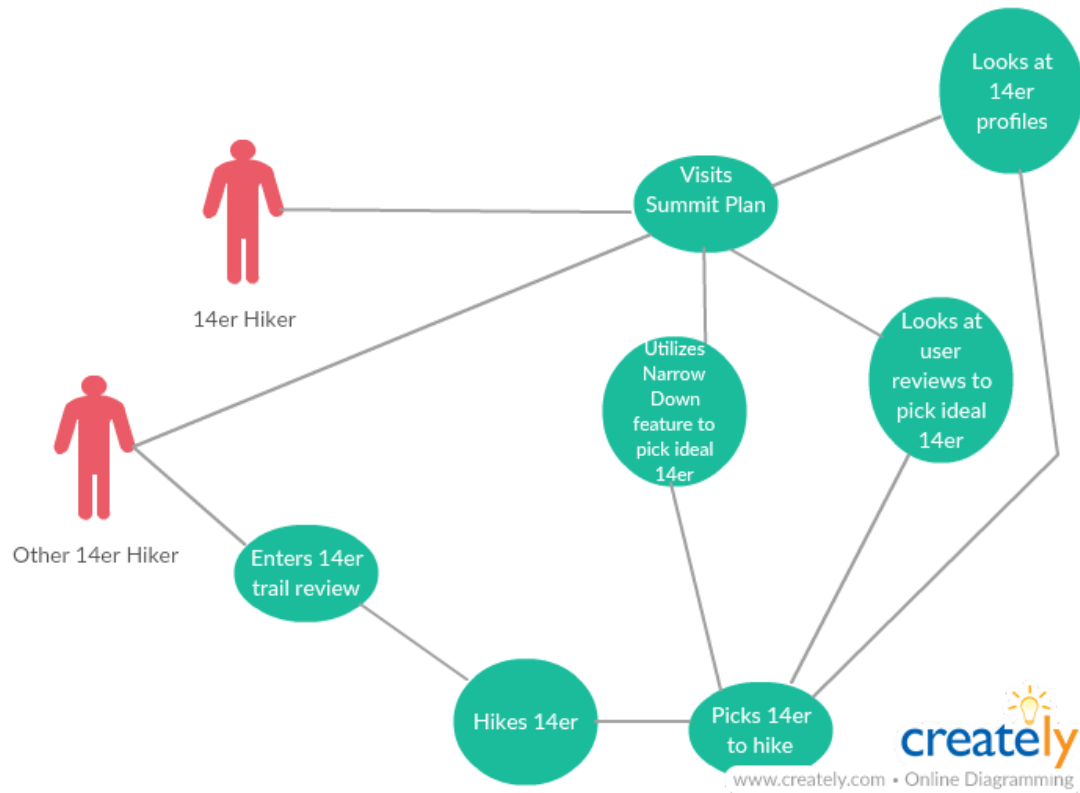 Looks at
14er
profiles
Visits
Summit Plan
14er Hiker
Looks at
user
reviews to
pick ideal
14er
Utilizes
Narrow
Down
feature to
pick ideal
14er
Other 14er Hiker
Enters 14er
trail review
Hikes 14er
Picks 14er
to hike
creately
www.creately.com • Online Diagramming